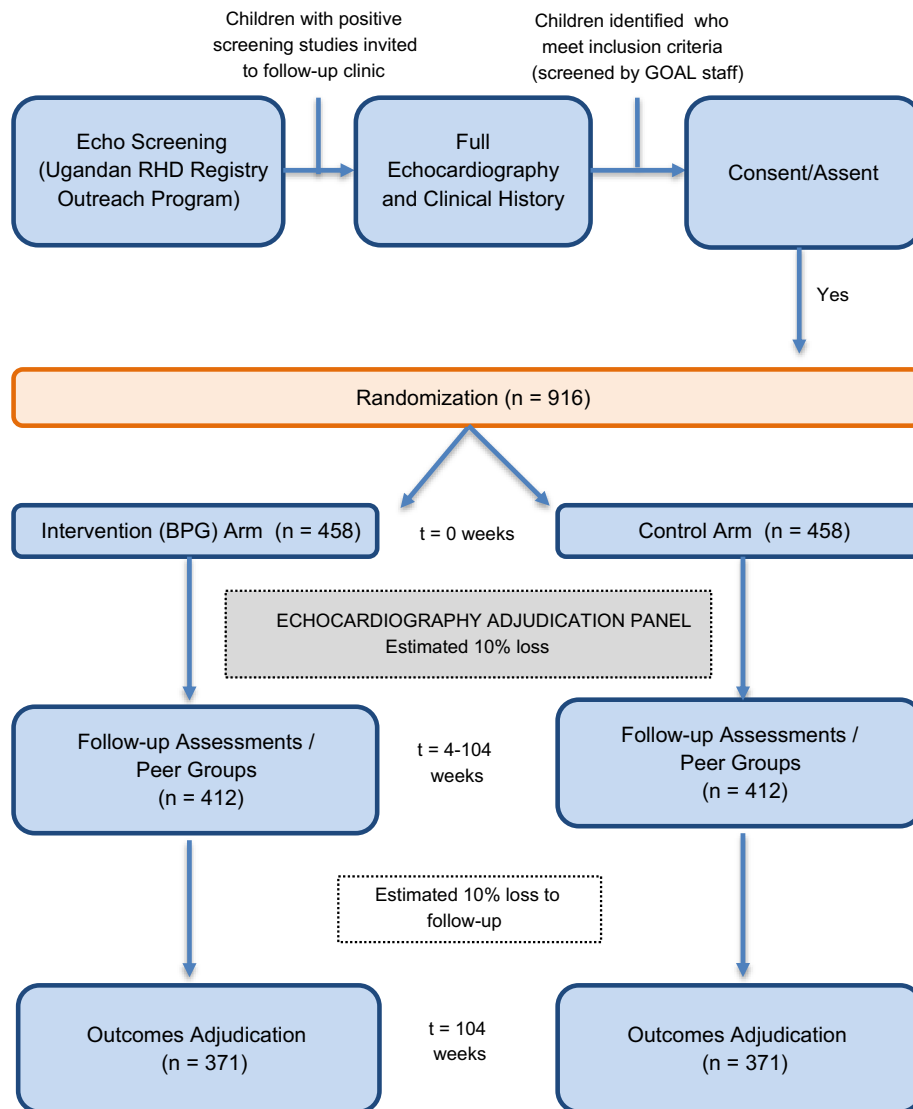 Children with positive
screening studies invited
to follow-up clinic
Children identified who
meet inclusion criteria
(screened by GOAL staff)
Echo Screening
(Ugandan RHD Registry
Outreach Program)
Full
Echocardiography
and Clinical History
Consent/Assent
Yes
Randomization (n = 916)
Intervention (BPG) Arm (n = 458)
t = 0 weeks
Control Arm (n = 458)
ECHOCARDIOGRAPHY ADJUDICATION PANEL
Estimated 10% loss
Follow-up Assessments /
Peer Groups
(n = 412)
t = 4-104
weeks
Follow-up Assessments /
Peer Groups
(n = 412)
Estimated 10% loss to
follow-up
Outcomes Adjudication
(n = 371)
t = 104
weeks
Outcomes Adjudication
(n = 371)